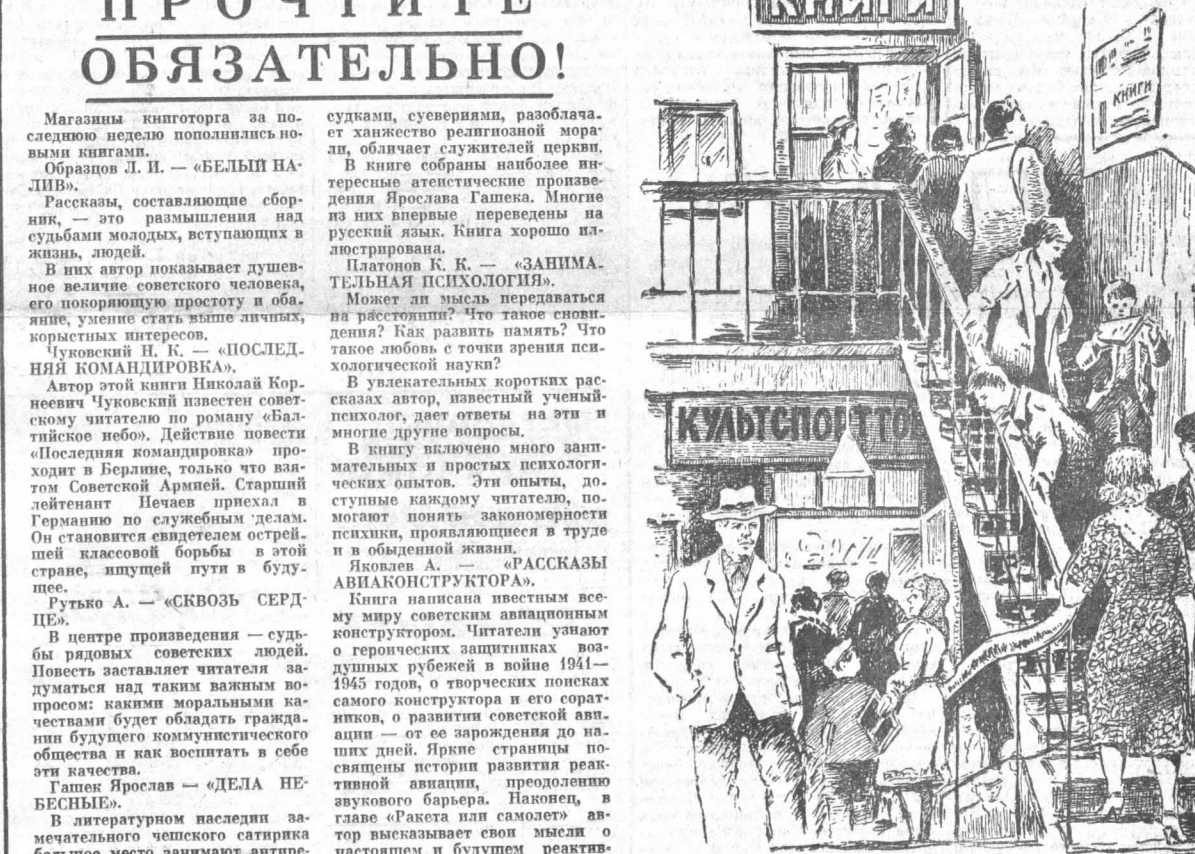 ПРОЧТИТЕ
ОБЯЗАТЕЛЬНО!
Магазины книготорга за по-
следнюю неделю пополнились но-
выми книгами.
Образцов Л. И. — «БЕЛЫЙ НА-
ЛИВ».
Рассказы, составляющие сбор-
ник, — это размышления над
судьбами молодых, вступающих в
жизнь, людей.
В них автор показывает душев-
ное величие советского человека,
его покоряющую простоту и оба-
яние, умение стать выше личных,
корыстных интересов.
Чуковский Н. К. — «ПОСЛЕД-
НЯЯ КОМАНДИРОВКА».
Автор этой книги Николай Кор-
неевич Чуковский известен совет-
скому читателю по роману «Бал-
тийское небо». Действие повести
«Последняя командировка» про-
ходит в Берлине, только что взя-
том Советской Армией. Старший
лейтенант Нечаев приехал в
Германию по служебным делам.
Он становится свидетелем острей-
шей классовой борьбы в этой
стране, ищущей пути в буду-
щее.
Рутько А. — «СКВОЗЬ СЕРД-
ЦЕ».
В центре произведения — судь-
бы рядовых советских людей.
Повесть заставляет читателя за-
думаться над таким важным во-
просом: какими моральными ка-
чествами будет обладать гражда-
нин будущего коммунистического
общества и как воспитать в себе
эти качества.
Гашек Ярослав — «ДЕЛА НЕ-
БЕСНЫЕ».
В литературном наследии за-
мечательного чешского сатирика
большое место занимают антире-
судками, суевериями, разоблача-
ет ханжество религиозной мора-
ли, обличает служителей церкви.
В книге собраны наиболее ин-
тересные атеистические произве-
дения Ярослава Гашека. Многие
из них впервые переведены на
русский язык. Книга хорошо ил-
люстрирована.
Платонов К. К. — «ЗАНИМА-
ТЕЛЬНАЯ ПСИХОЛОГИЯ».
Может ли мысль передаваться
на расстоянии? Что такое снови-
дения? Как развить память? Что
такое любовь с точки зрения пси-
хологической науки?
В увлекательных коротких рас-
сказах автор, известный ученый-
психолог, дает ответы на эти и
многие другие вопросы.
В книгу включено много зани-
мательных и простых психологи-
ческих опытов. Эти опыты, до-
ступные каждому читателю, по-
могают понять закономерности
психики, проявляющиеся в труде
и в обыденной жизни.
Яковлев А. — «РАССКАЗЫ
АВИАКОНСТРУКТОРА».
Книга написана пвестным все-
му миру советским авиационным
конструктором. Читатели узнают
о героических защитниках воз-
душных рубежей в войне 1941—
1945 годов, о творческих поисках
самого конструктора и его сорат-
ников, о развитии советской ави-
ации — от ее зарождения до на-
ших дней. Яркие страницы по-
священы истории развития реак-
тивной авиации, преодолению
звукового барьера. Наконец, в
главе «Ракета или самолет» ав-
тор высказывает свои мысли о
настоящем и будущем реактив-
КНИГИ
КНИГИ
КУЛЬТСПОРТТО